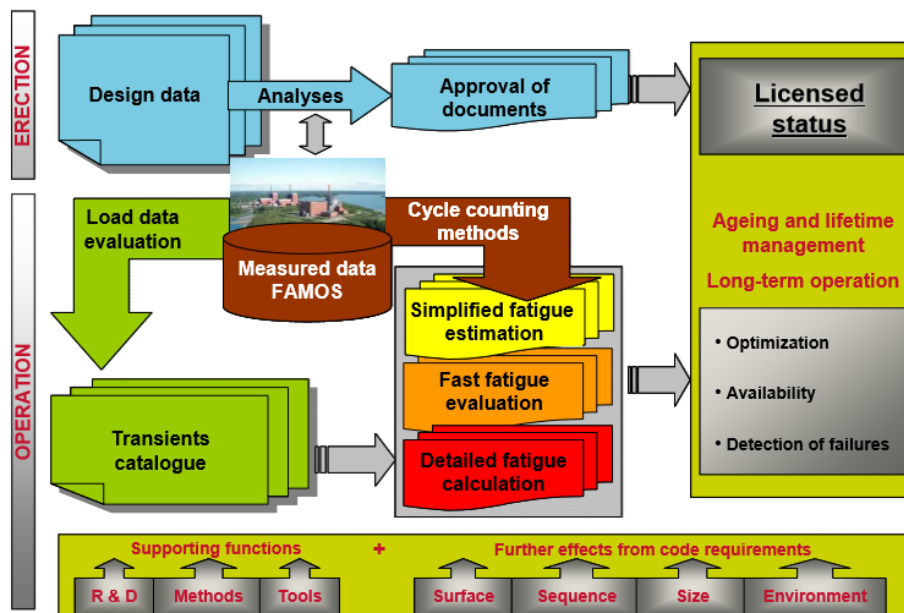 ERECTION
Design data
Analyses
Approval of
documents
Licensed
status
OPERATION
Load data
evaluation
Cycle counting
methods
Measured data
FAMOS
Ageing and lifetime
management
Long-term operation
Simplified fatigue
estimation
Fast fatigue
evaluation
Detailed fatigue
calculation
• Optimization
• Availability
• Detection of failures
Transients
catalogue
Supporting functions + Further effects from code requirements
R & D Methods Tools Surface Sequence Size Environment